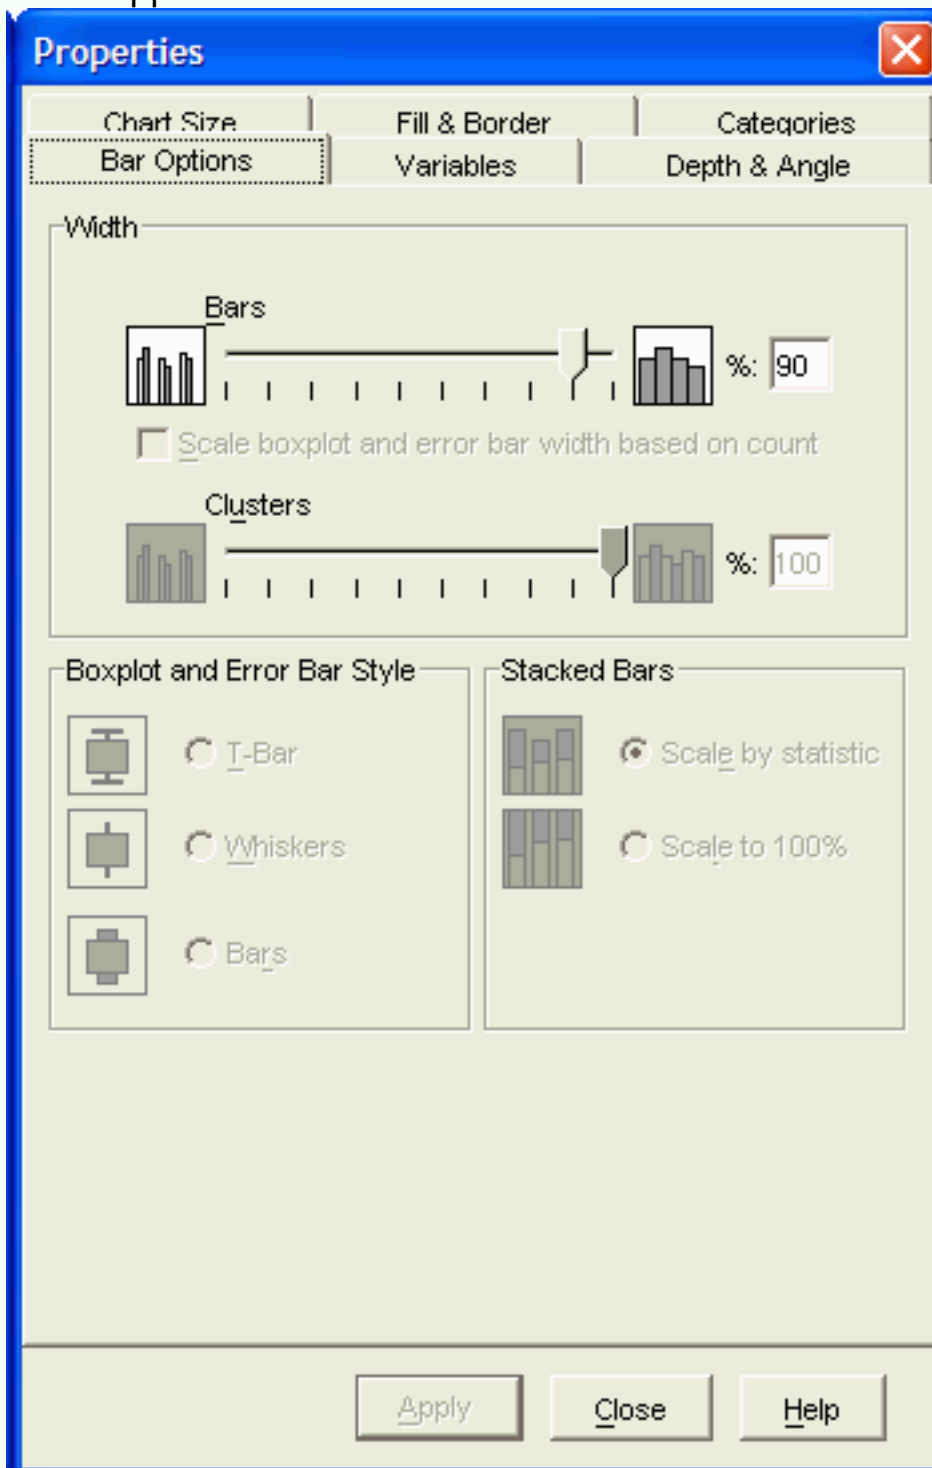 Properties
Chart Size Fill & Border Categories
Bar Options Variables Depth & Angle
Width
Bars
%: 90
Scale boxplot and error bar width based on count
Clusters
%: 100
Boxplot and Error Bar Style
T-Bar
Whiskers
Bars
Stacked Bars
Scale by statistic
Scale to 100%
Apply Close Help